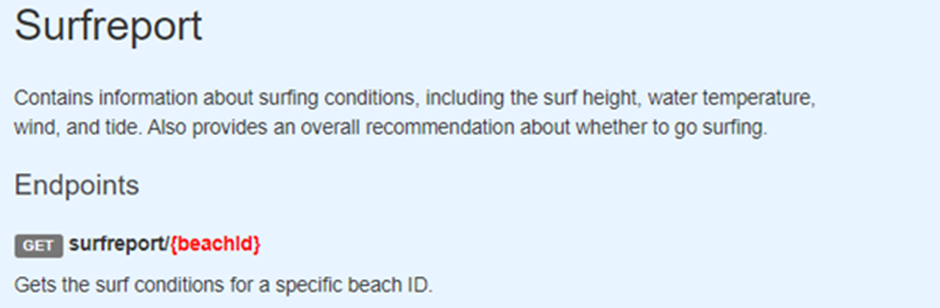 Surfreport
Contains information about surfing conditions, including the surf height, water temperature,
wind, and tide. Also provides an overall recommendation about whether to go surfing.
Endpoints
GET surfreport/{beachId}
Gets the surf conditions for a specific beach ID.